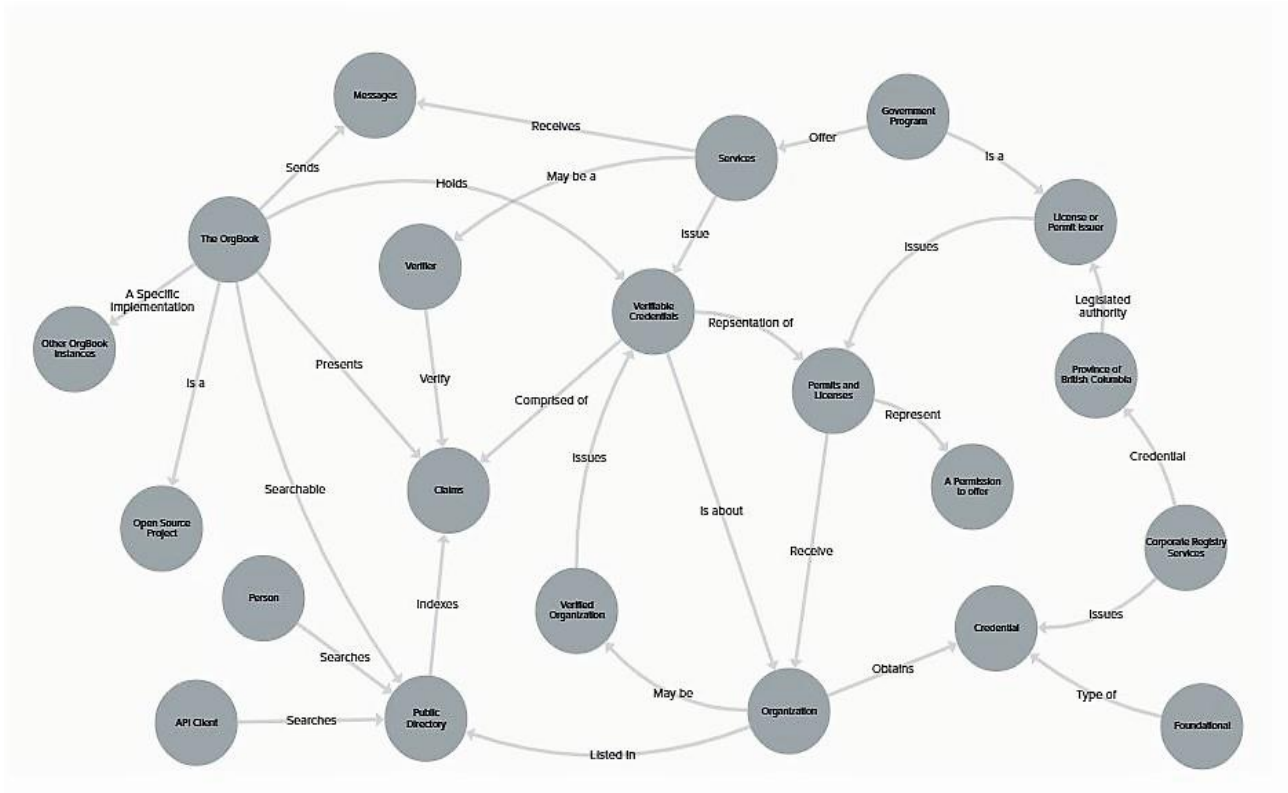 Messages
Government
Program
Receives
Offer
Services
Is a
Sends
May be a
Holds
License or
Permit Issuer
The OrgBook
Issue
Issues
Verifier
A Specific
Implementation
Verifiable
Credentials
Legislated
authority
Repsentation of
Other OrgBook
Instances
Presents
Verify
Province of
British Columbia
Is a
Permits and
Licenses
Comprised of
Represent
Issues
Credential
Searchable
Claims
A Permission
to offer
Is about
Open Source
Project
Receive
Corporate Registry
Services
Person
Indexes
Verified
Organization
Issues
Credential
Searches
Obtains
May be
Type of
API Client
Searches
Public
Directory
Organization
Foundational
Listed in